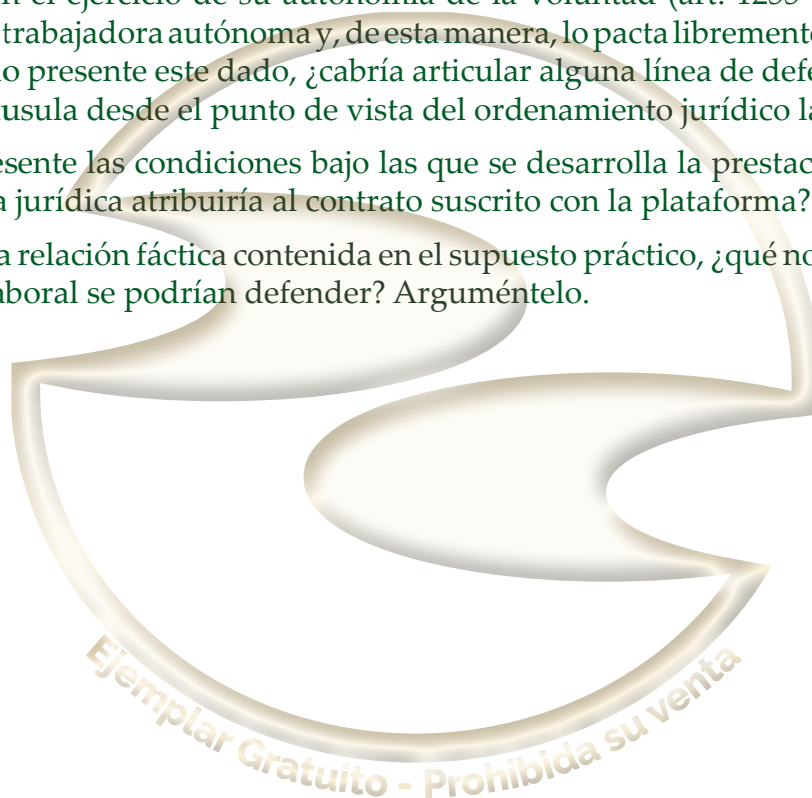 n el ejercicio de su autonomía de la voluntad (art. 1255
trabajadora autónoma y, de esta manera, lo pacta librement
o presente este dado, ¿cabría articular alguna línea de defe
usula desde el punto de vista del ordenamiento jurídico la
esente las condiciones bajo las que se desarrolla la prestac
a jurídica atribuiría al contrato suscrito con la plataforma?
a relación fáctica contenida en el supuesto práctico, ¿qué no
aboral se podrían defender? Arguméntelo.
Ejemplar Gratuito - Prohibida su venta